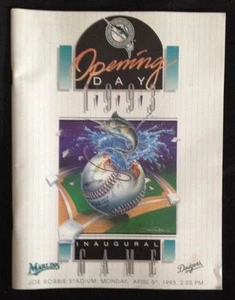 Opening
DAY
1993
INAUGURAL
GAME
MARLINS
Dodgers
JOE ROBBIE STADIUM, MONDAY, APRIL 5, 1993, 2:05 PM